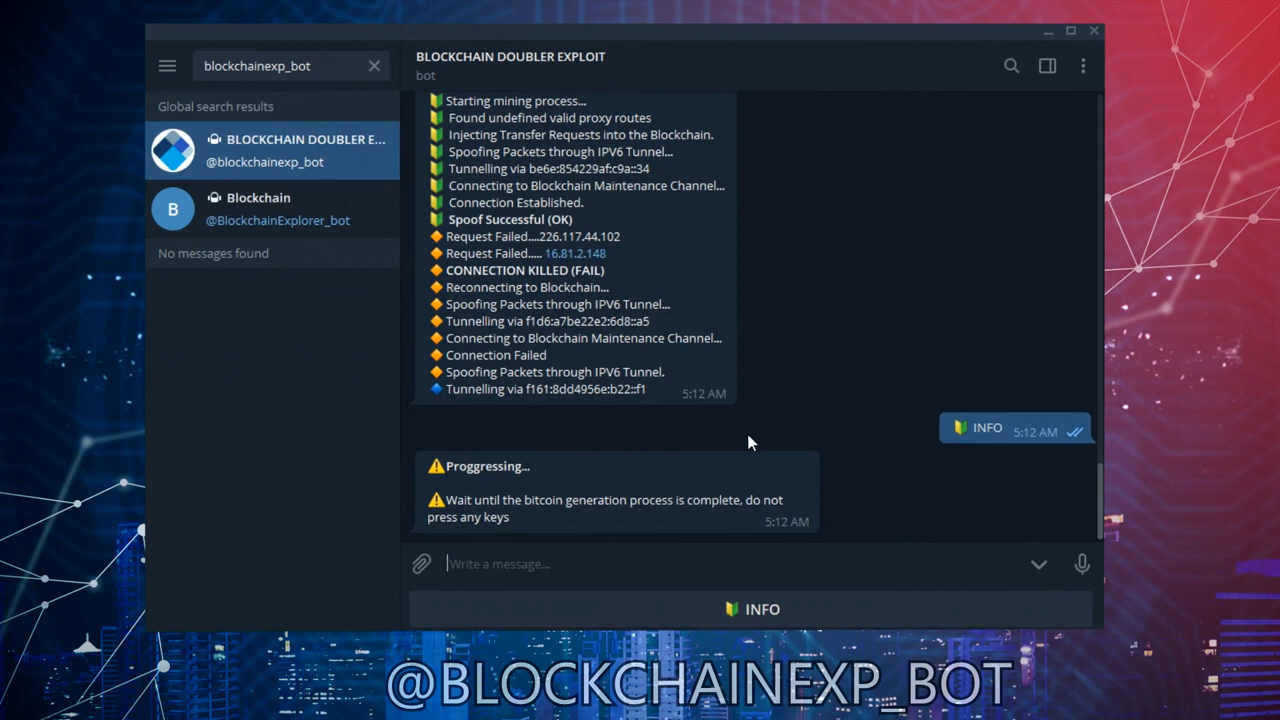 blockchainexp_bot
Global search results
BLOCKCHAIN DOUBLER E...
@blockchainexp_bot
B
Blockchain
@BlockchainExplorer_bot
No messages found
BLOCKCHAIN DOUBLER EXPLOIT
bot
Starting mining process...
Found undefined valid proxy routes
Injecting Transfer Requests into the Blockchain.
Spoofing Packets through IPV6 Tunnel...
Tunnelling via be6e:854229af:c9a::34
Connecting to Blockchain Maintenance Channel...
Connection Established.
Spoof Successful (OK)
Request Failed....226.117.44.102
Request Failed..... 16.81.2.148
CONNECTION KILLED (FAIL)
Reconnecting to Blockchain...
Spoofing Packets through IPV6 Tunnel...
Tunnelling via f1d6:a7be22e2:6d8::a5
Connecting to Blockchain Maintenance Channel...
Connection Failed
Spoofing Packets through IPV6 Tunnel.
Tunnelling via f161:8dd4956e:b22::f1
5:12 AM
INFO 5:12 AM
Proggressing...
Wait until the bitcoin generation process is complete, do not
press any keys
5:12 AM
Write a message...
INFO
@BLOCKCHAINEXP_BOT